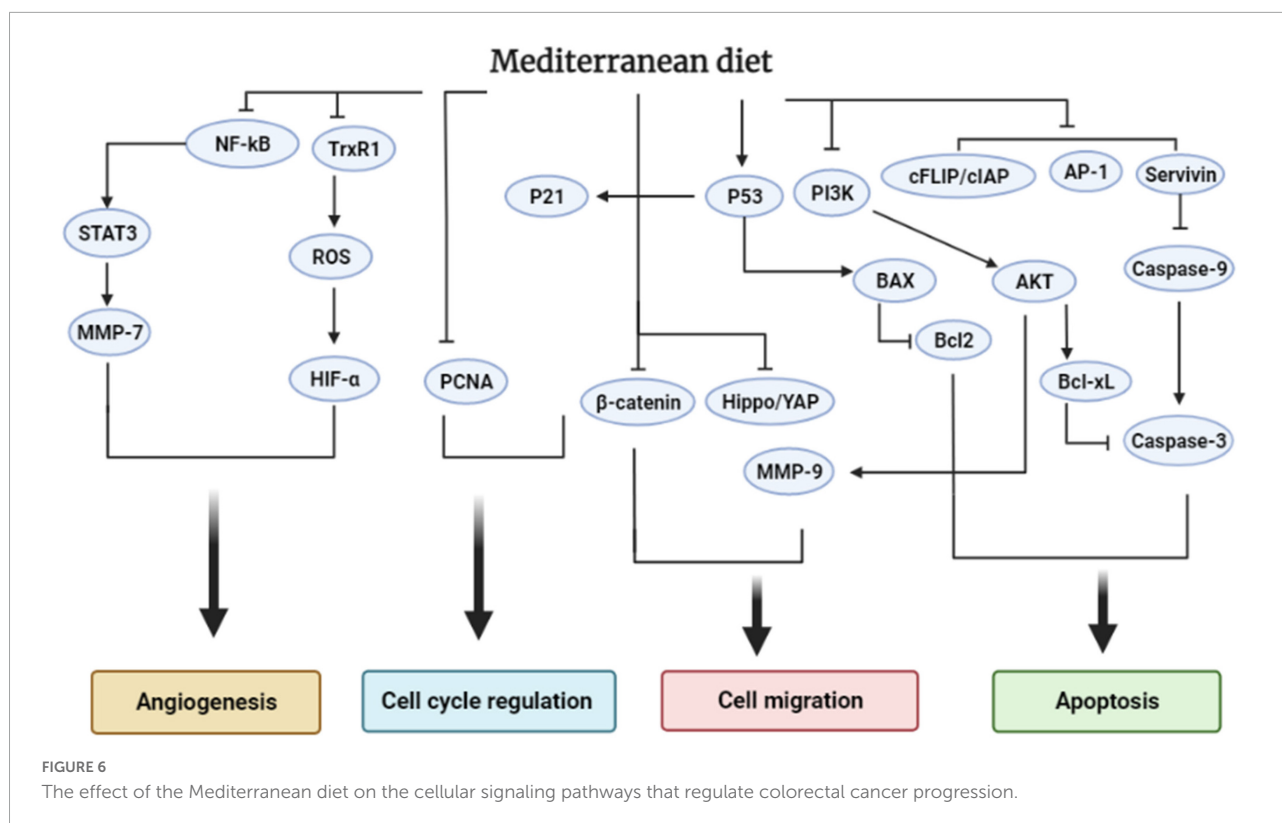 Mediterranean diet
NF-kB
TrxR1
P21
P53
PI3K
cFLIP/cIAP
AP-1
Servivin
STAT3
ROS
BAX
AKT
Caspase-9
MMP-7
HIF-α
PCNA
β-catenin
Hippo/YAP
Bcl2
Bcl-xL
MMP-9
Caspase-3
Angiogenesis
Cell cycle regulation
Cell migration
Apoptosis
FIGURE 6
The effect of the Mediterranean diet on the cellular signaling pathways that regulate colorectal cancer progression.